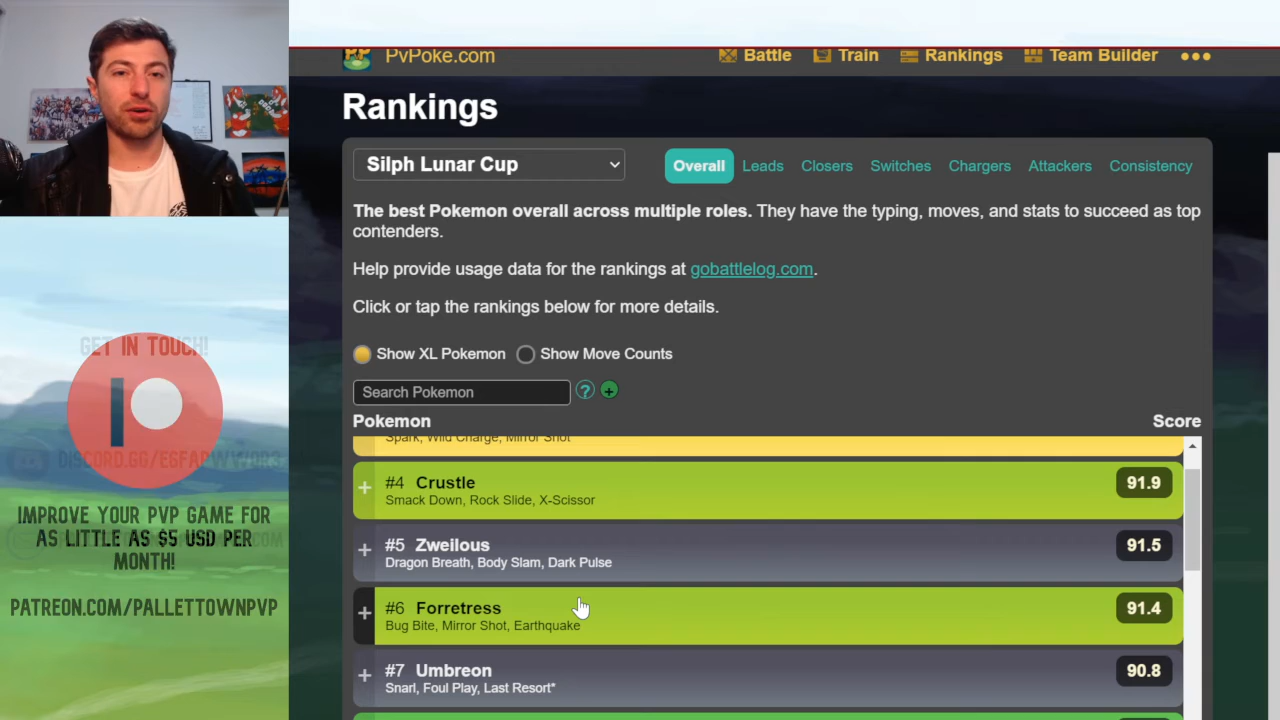 PvPoke.com
Battle
Train
Rankings
Team Builder
Rankings
Silph Lunar Cup
Overall
Leads
Closers
Switches
Chargers
Attackers
Consistency
The best Pokemon overall across multiple roles. They have the typing, moves, and stats to succeed as top
contenders.
Help provide usage data for the rankings at gobattlelog.com.
Click or tap the rankings below for more details.
Show XL Pokemon
Show Move Counts
Search Pokemon
?
+
Pokemon
Score
Spark, Wild Charge, Mirror Shot
#4 Crustle
91.9
Smack Down, Rock Slide, X-Scissor
#5 Zweilous
91.5
Dragon Breath, Body Slam, Dark Pulse
#6 Forretress
91.4
Bug Bite, Mirror Shot, Earthquake
#7 Umbreon
90.8
Snarl, Foul Play, Last Resort*
GET IN TOUCH!
IMPROVE YOUR PVP GAME FOR
AS LITTLE AS $5 USD PER
MONTH!
PATREON.COM/PALLETTOWNPVP